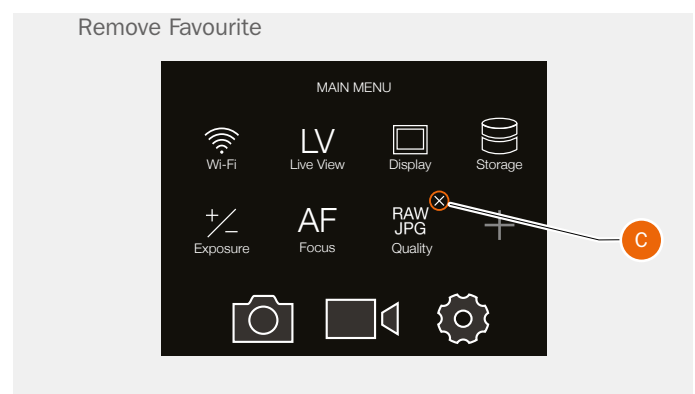 Remove Favourite
MAIN MENU
Wi-Fi
LV
Live View
Display
Storage
+/-
Exposure
AF
Focus
RAW
JPG
Quality
C